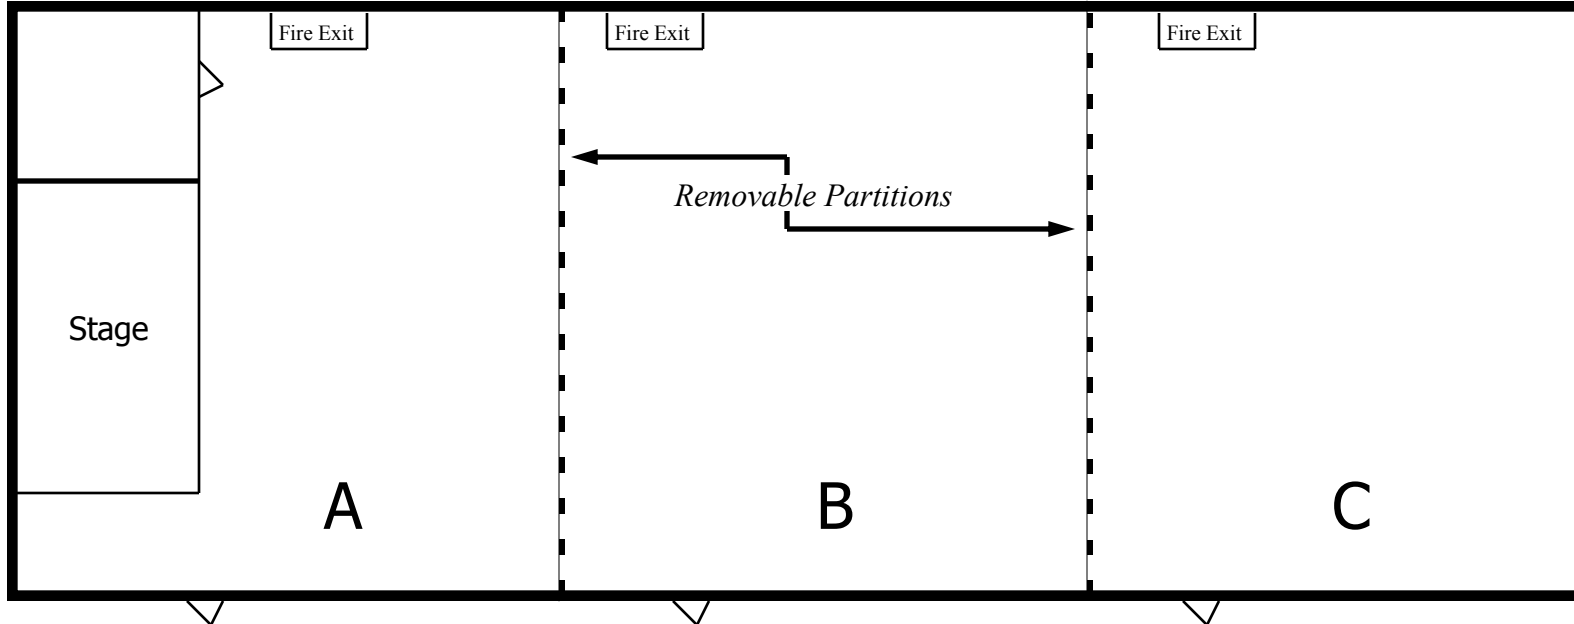 Fire Exit
Fire Exit
Fire Exit
Removable Partitions
Stage
A
B
C